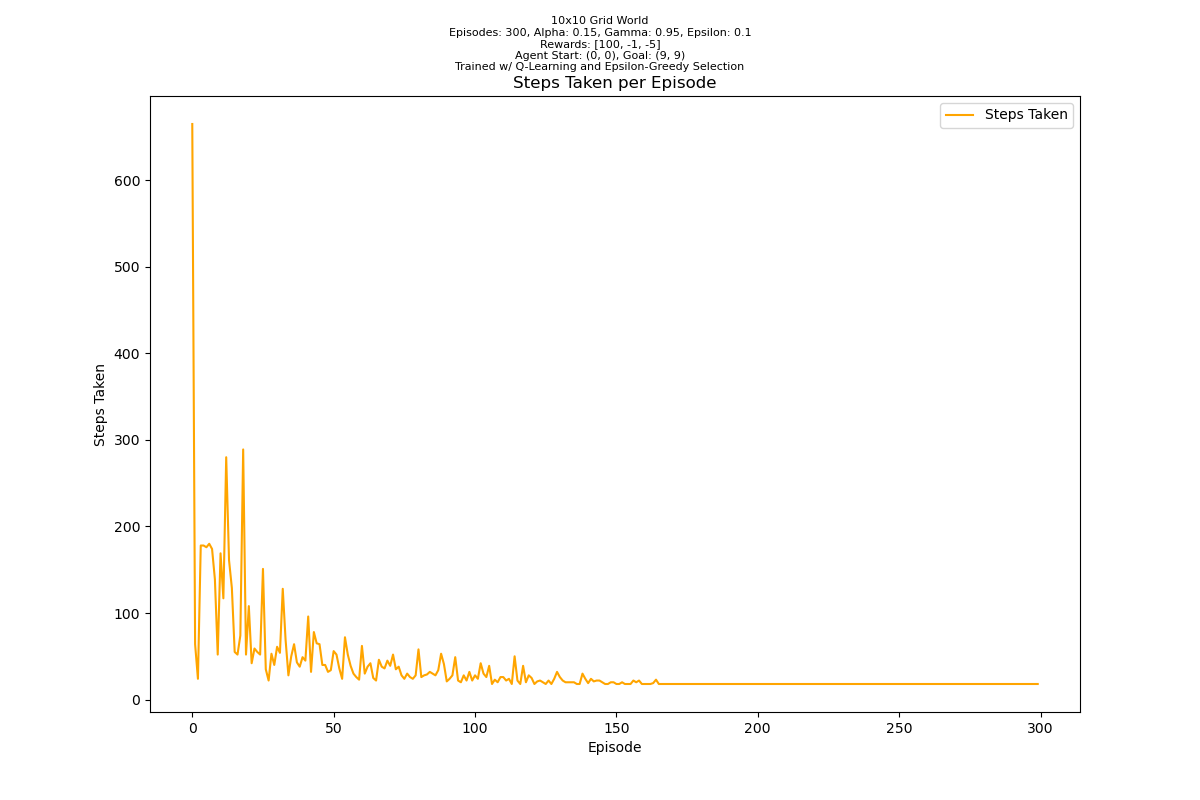 10x10 Grid World
Episodes: 300, Alpha: 0.15, Gamma: 0.95, Epsilon: 0.1
Rewards: [100, -1, -5]
Agent Start: (0, 0), Goal: (9, 9)
Trained w/ Q-Learning and Epsilon-Greedy Selection
Steps Taken per Episode
Steps Taken
600
500
400
300
200
100
0
Steps Taken
0 50 100 150 200 250 300
Episode